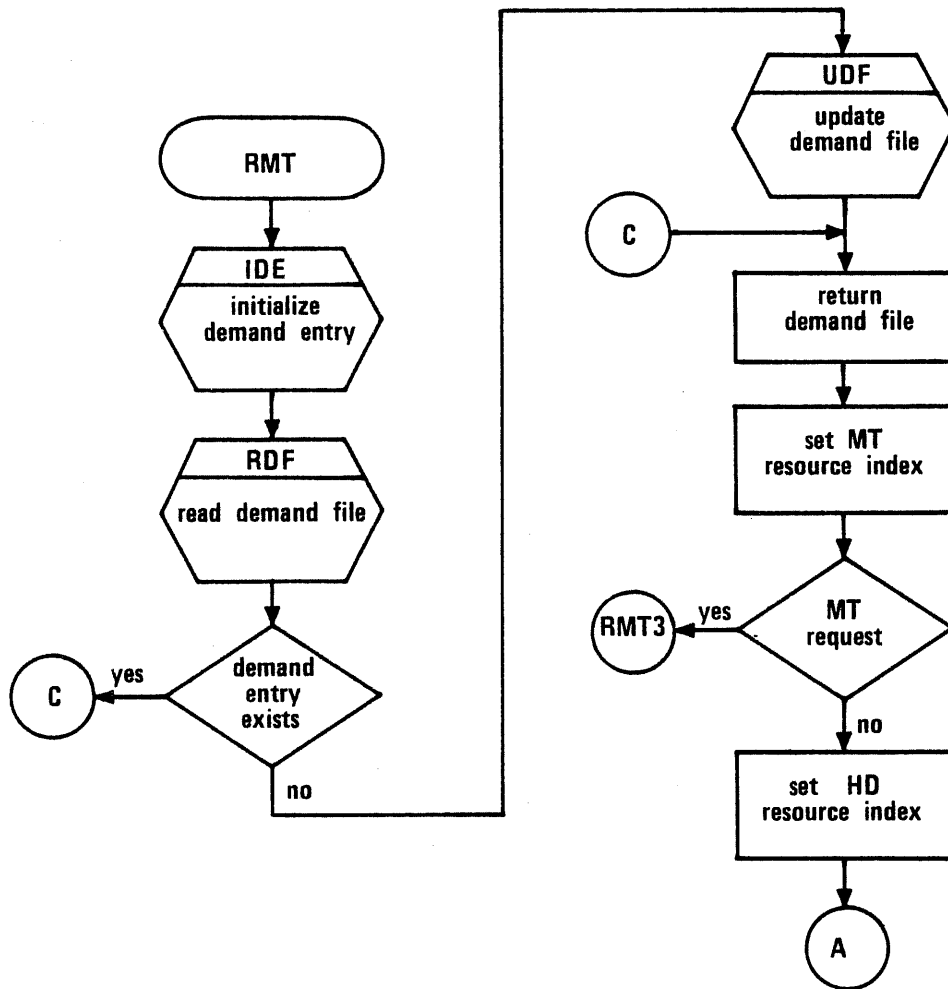 RMT
IDE
initialize
demand entry
RDF
read demand file
demand
entry
exists
yes
C
no
UDF
update
demand file
C
return
demand file
set MT
resource index
MT
request
yes
RMT3
no
set HD
resource index
A